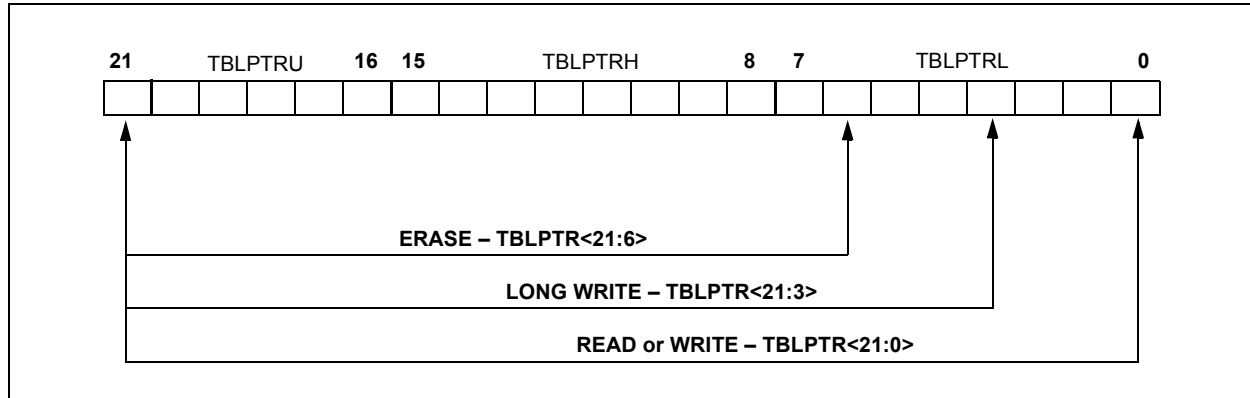 21 TBLPTRU 16 15 TBLPTRH 8 7 TBLPTRL 0
ERASE – TBLPTR<21:6>
LONG WRITE – TBLPTR<21:3>
READ or WRITE – TBLPTR<21:0>